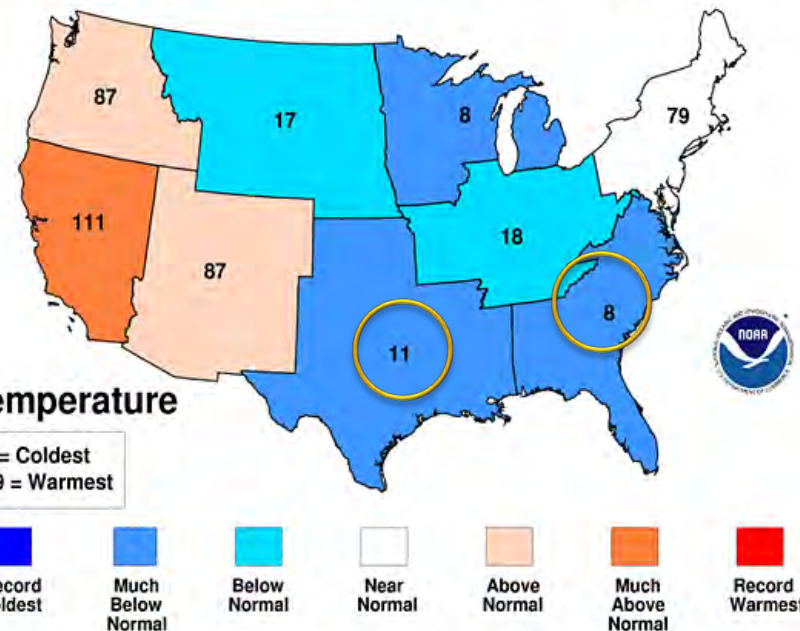 87
17
8
79
111
87
18
11
8
NOAA
emperature
= Coldest
9 = Warmest
ecord
oldest
Much
Below
Normal
Below
Normal
Near
Normal
Above
Normal
Much
Above
Normal
Record
Warmest